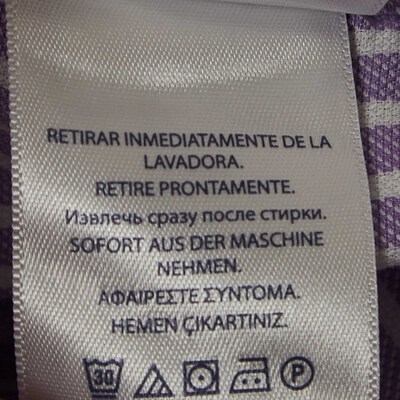 RETIRAR INMEDIATAMENTE DE LA
LAVADORA.
RETIRE PRONTAMENTE.
Извлечь сразу после стирки.
SOFORT AUS DER MASCHINE
NEHMEN.
ΑΦΑΙΡΕΣΤΕ ΣΥΝΤΟΜΑ.
HEMEN ÇIKARTINIZ.
30 P